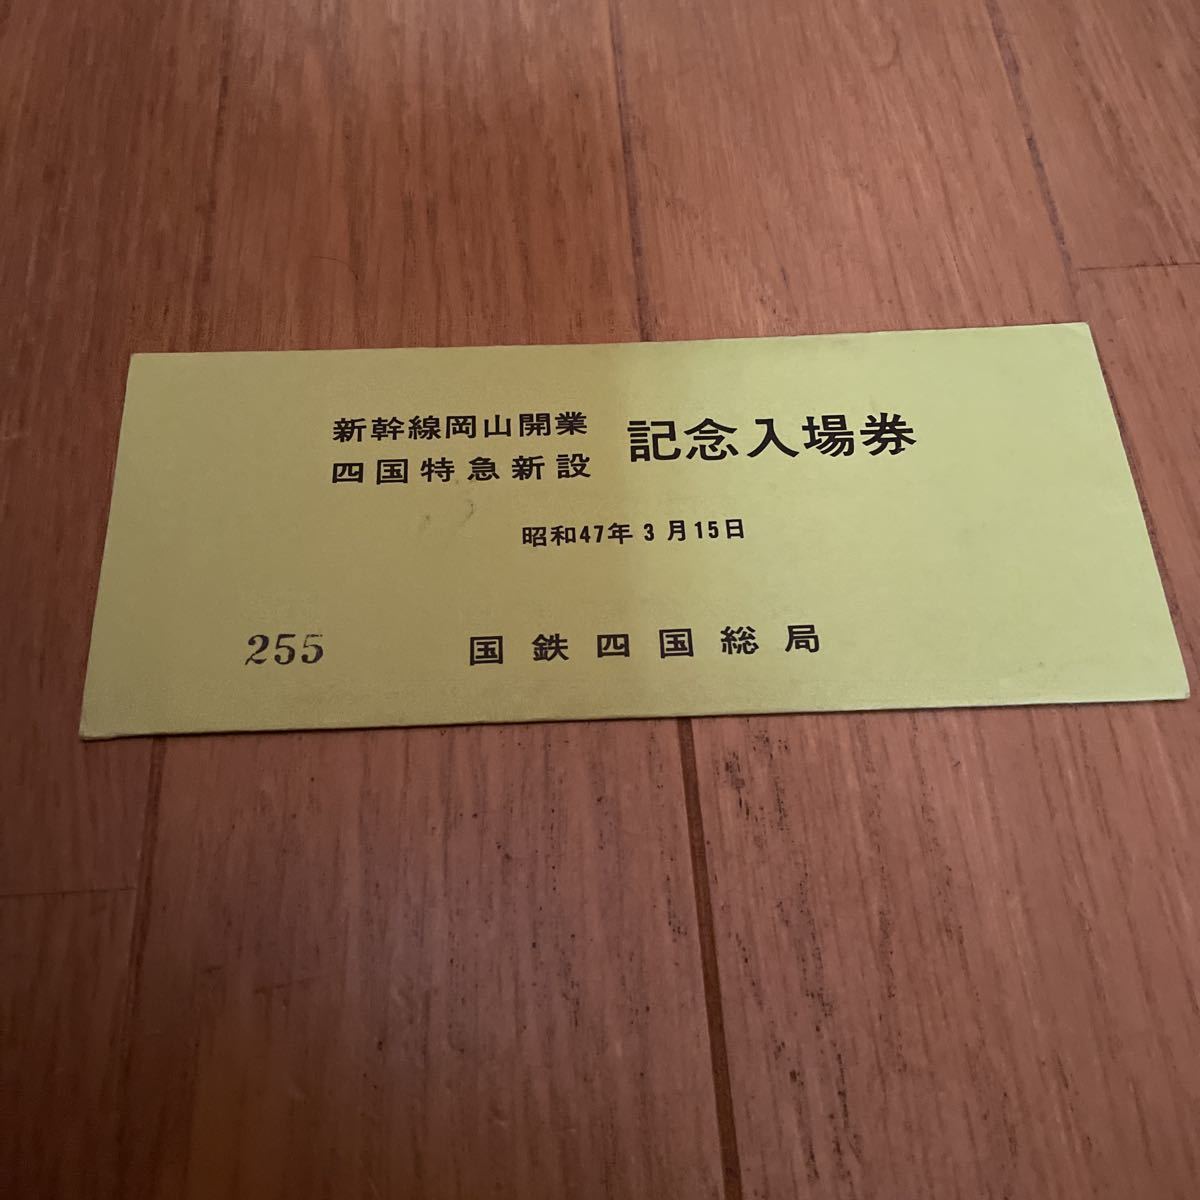 新幹線岡山開業
四国特急新設
記念入場券
昭和47年3月15日
255
国鉄四国総局